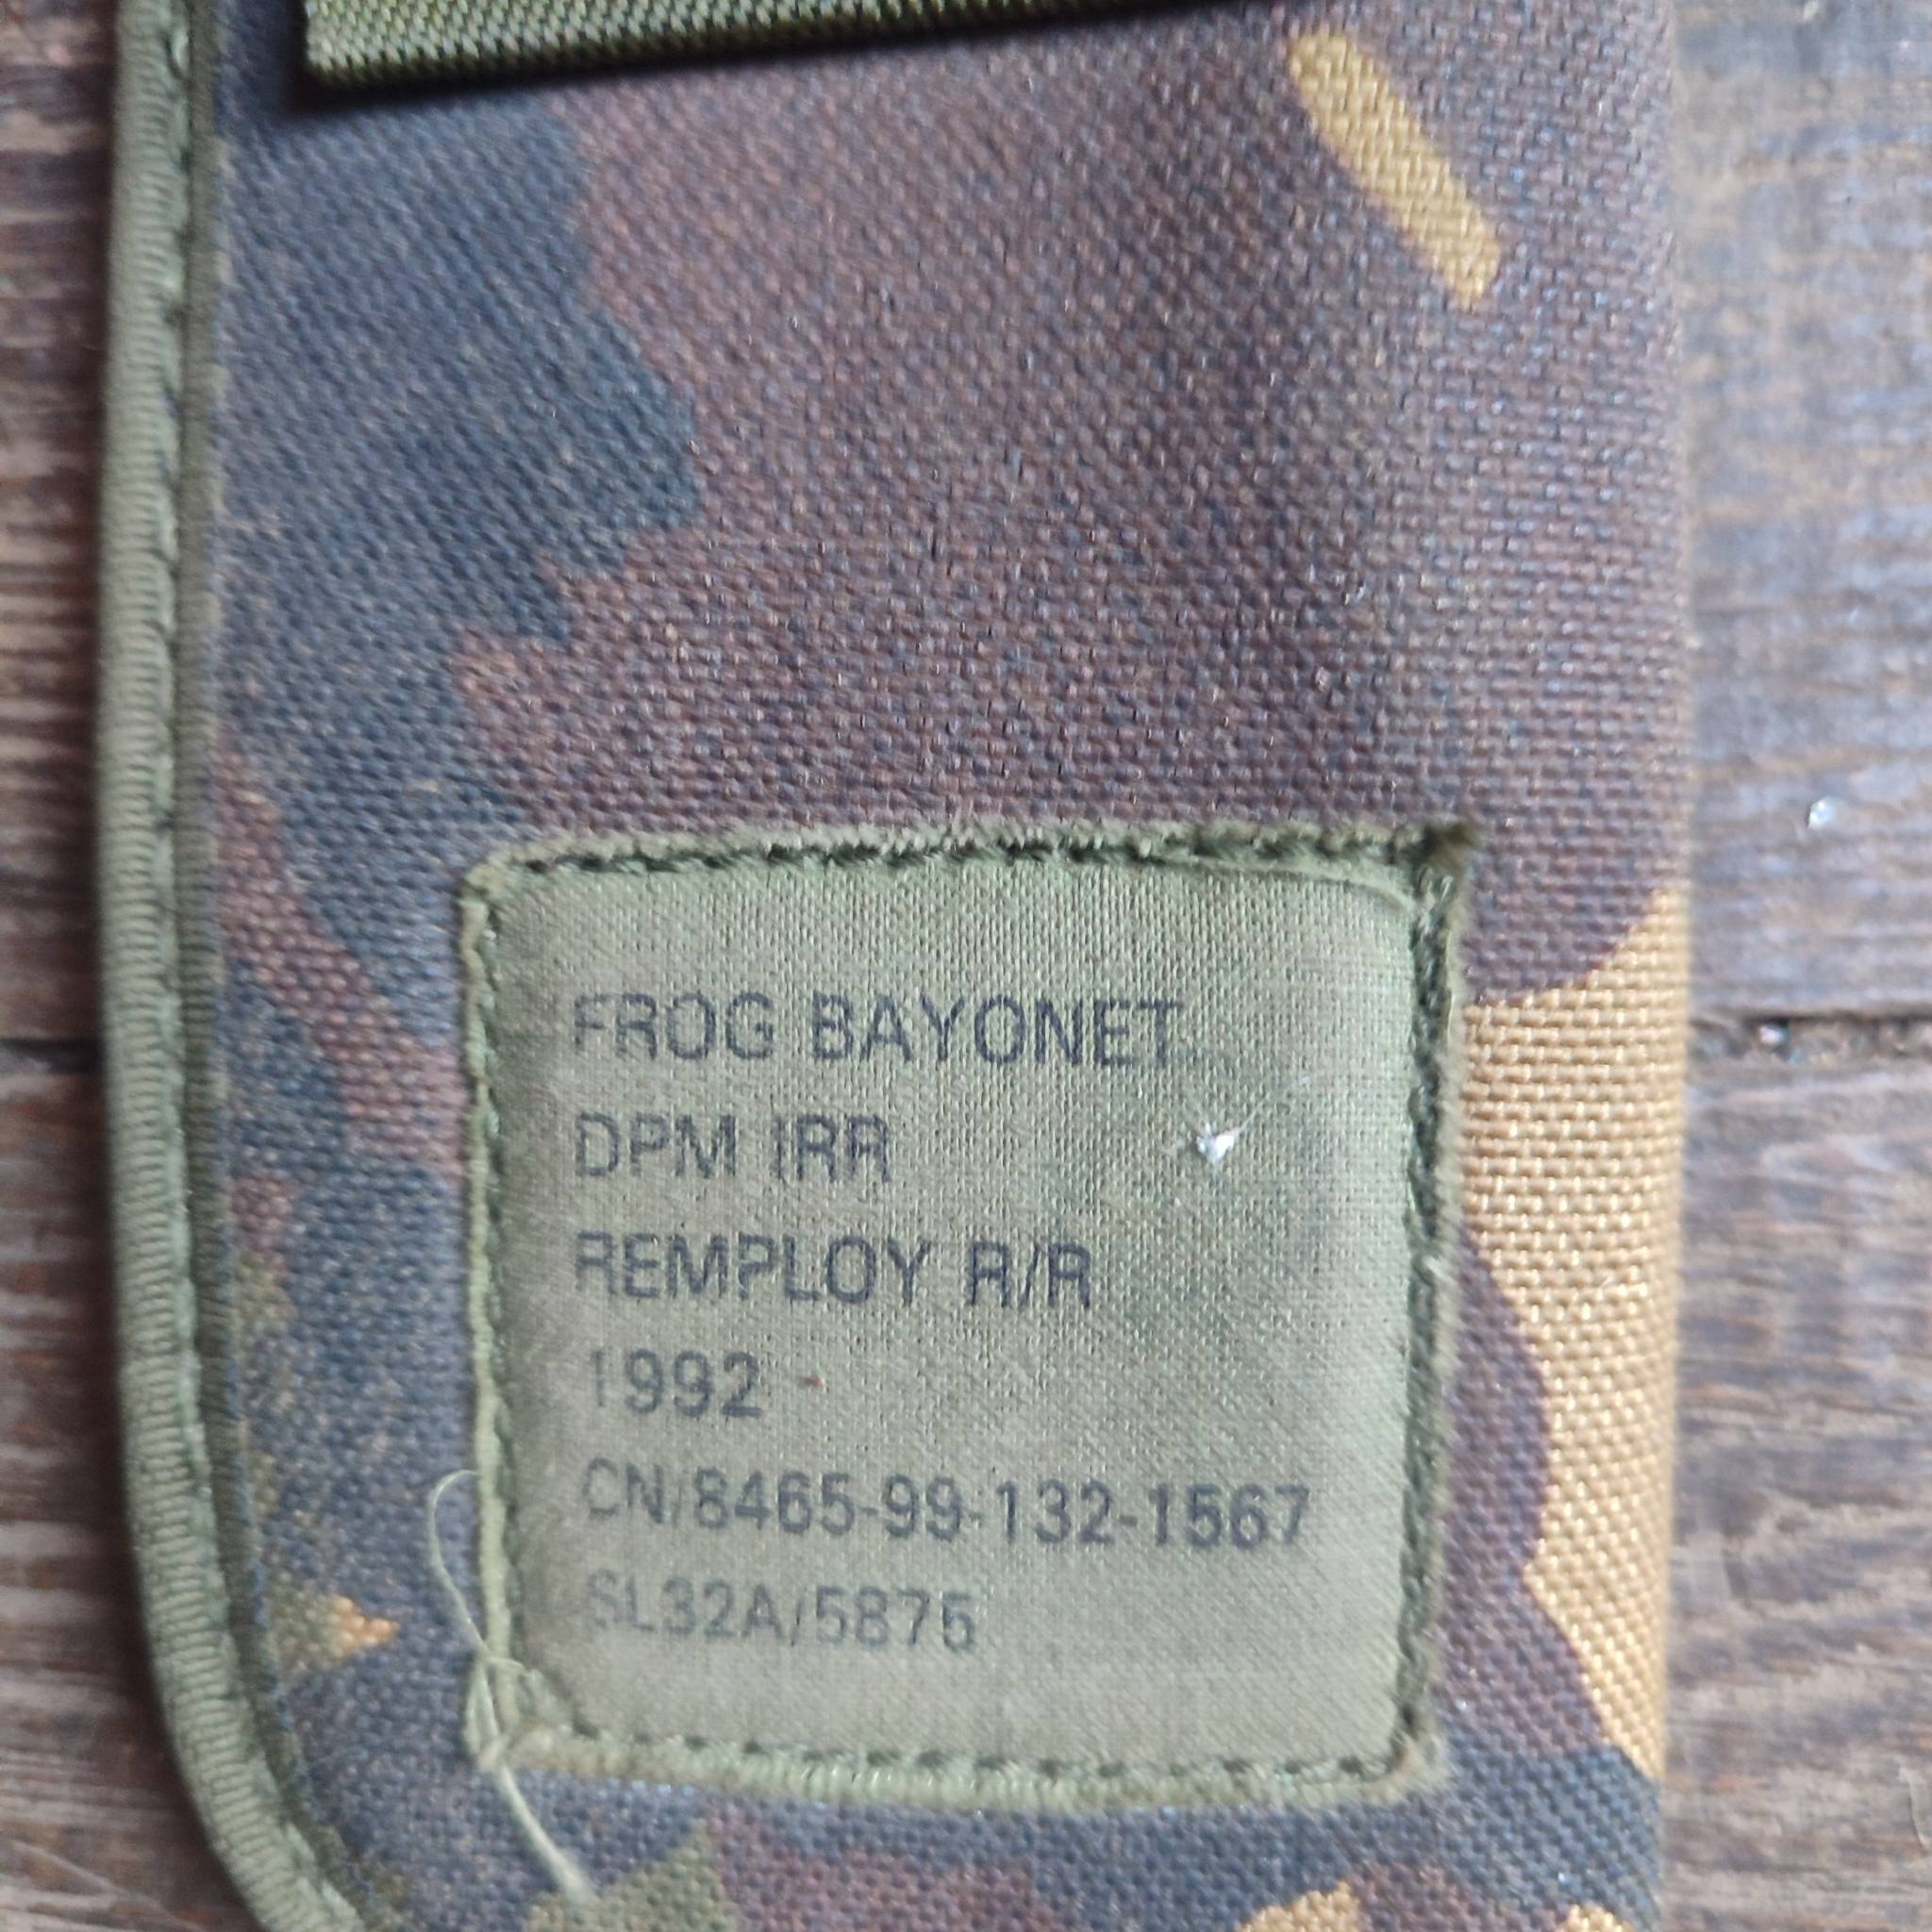 FROG BAYONET
DPM IRR
REMPLOY R/R
1992
CN/8465-99-132-1567
SL32A/5875